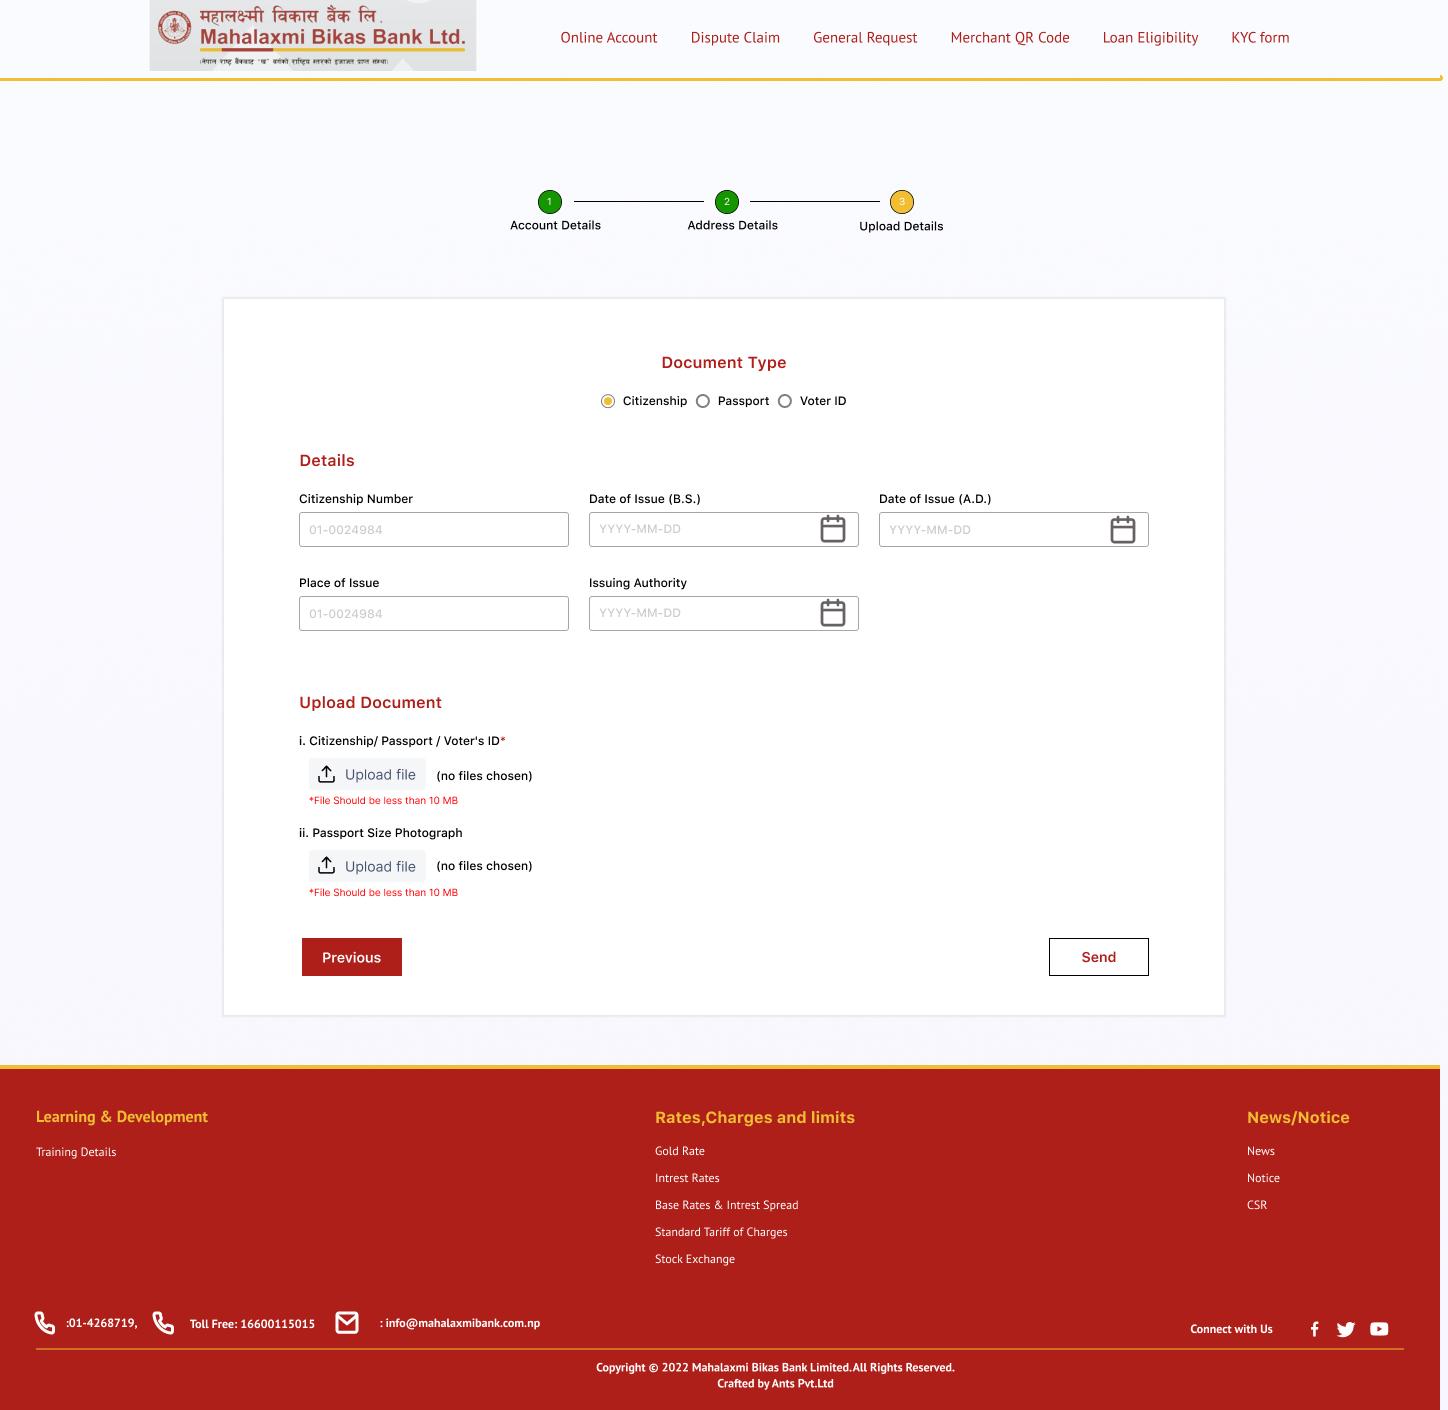 महालक्ष्मी विकास बैंक लि.
Mahalaxmi Bikas Bank Ltd.
(नेपाल राष्ट्र बैंकबाट 'ख' वर्गको राष्ट्रिय स्तरको इजाजत प्राप्त संस्था)
Online Account Dispute Claim General Request Merchant QR Code Loan Eligibility KYC form
1 2 3
Account Details Address Details Upload Details
Document Type
Citizenship Passport Voter ID
Details
Citizenship Number Date of Issue (B.S.) Date of Issue (A.D.)
01-0024984 YYYY-MM-DD YYYY-MM-DD
Place of Issue Issuing Authority
01-0024984 YYYY-MM-DD
Upload Document
i. Citizenship/ Passport / Voter's ID*
Upload file (no files chosen)
*File Should be less than 10 MB
ii. Passport Size Photograph
Upload file (no files chosen)
*File Should be less than 10 MB
Previous Send
Learning & Development Rates,Charges and limits News/Notice
Training Details Gold Rate News
Intrest Rates Notice
Base Rates & Intrest Spread CSR
Standard Tariff of Charges
Stock Exchange
:01-4268719, Toll Free: 16600115015 : info@mahalaxmibank.com.np Connect with Us
Copyright © 2022 Mahalaxmi Bikas Bank Limited.All Rights Reserved.
Crafted by Ants Pvt.Ltd